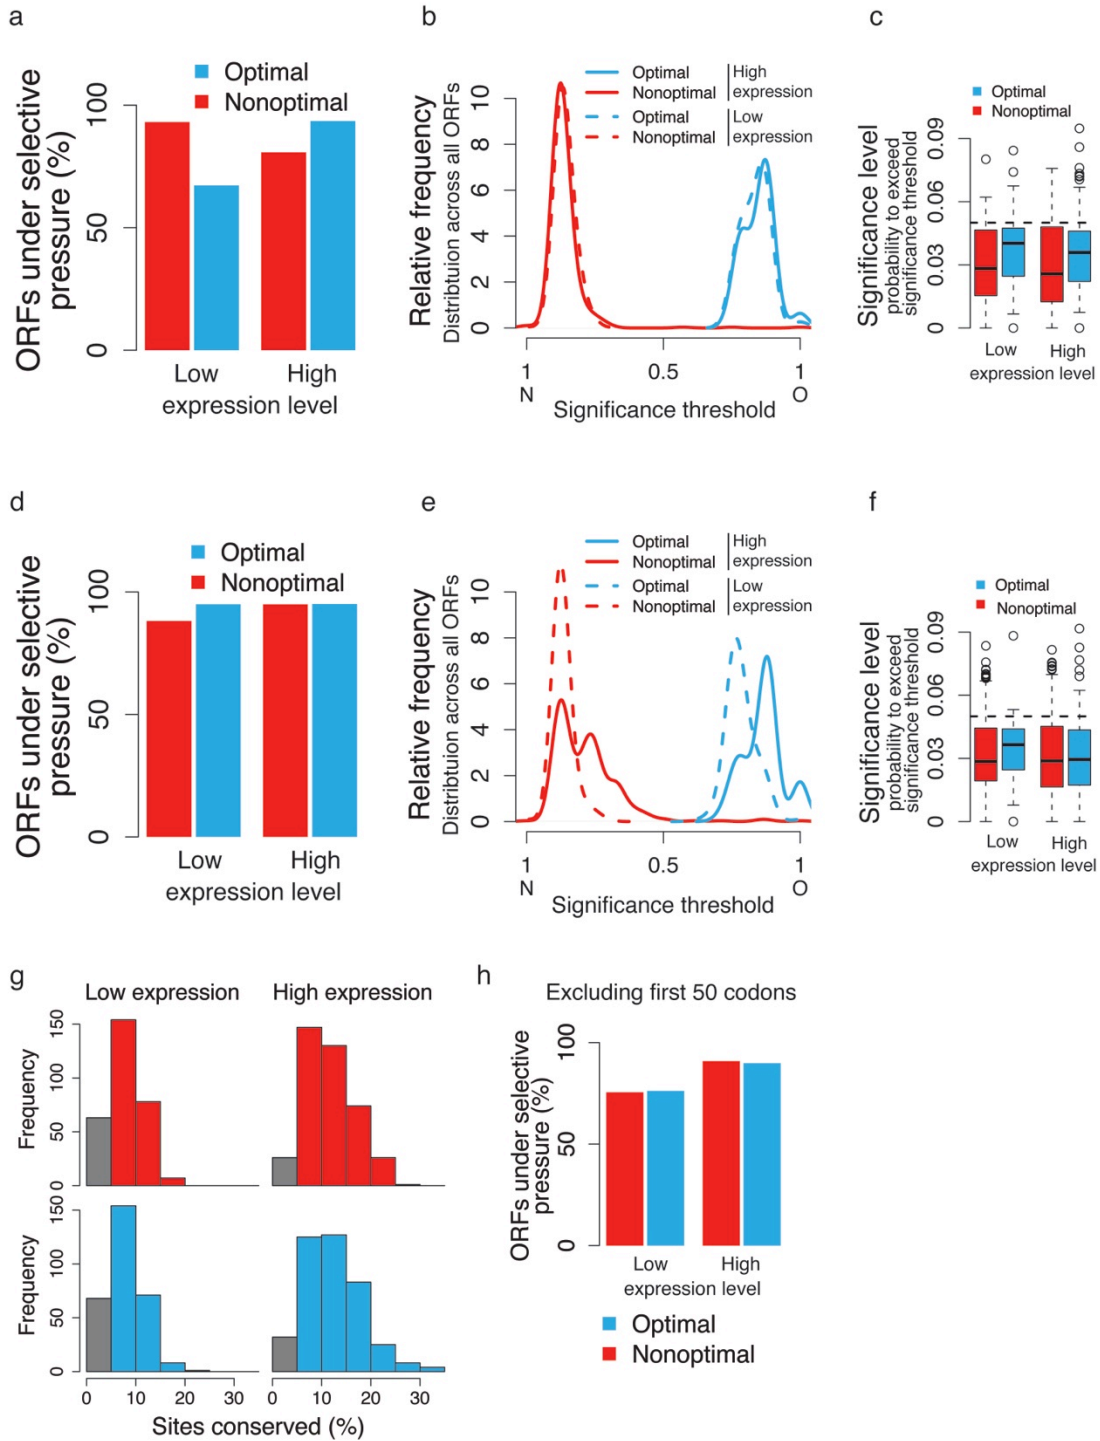 a
ORFs under selective
pressure (%)
100
50
0
Optimal
Nonoptimal
Low
High
expression level
b
Relative frequency
Distribtuion across all ORFs
10
8
6
4
2
0
Optimal
Nonoptimal
High
expression
Optimal
Nonoptimal
Low
expression
1
0.5
1
N
O
Significance threshold
c
Optimal
Nonoptimal
Significance level
probability to exceed
significance threshold
0.09
0.06
0.03
0
Low
High
expression level
d
ORFs under selective
pressure (%)
100
50
0
Optimal
Nonoptimal
Low
High
expression level
e
Relative frequency
Distribtuion across all ORFs
10
8
6
4
2
0
Optimal
Nonoptimal
High
expression
Optimal
Nonoptimal
Low
expression
1
0.5
1
N
O
Significance threshold
f
Optimal
Nonoptimal
Significance level
probability to exceed
significance threshold
0.09
0.06
0.03
0
Low
High
expression level
g
Low expression
High expression
Frequency
150
100
50
0
Frequency
150
100
50
0
0
10
20
30
0
10
20
30
Sites conserved (%)
h
Excluding first 50 codons
ORFs under selective
pressure (%)
100
50
0
Low
High
expression level
Optimal
Nonoptimal